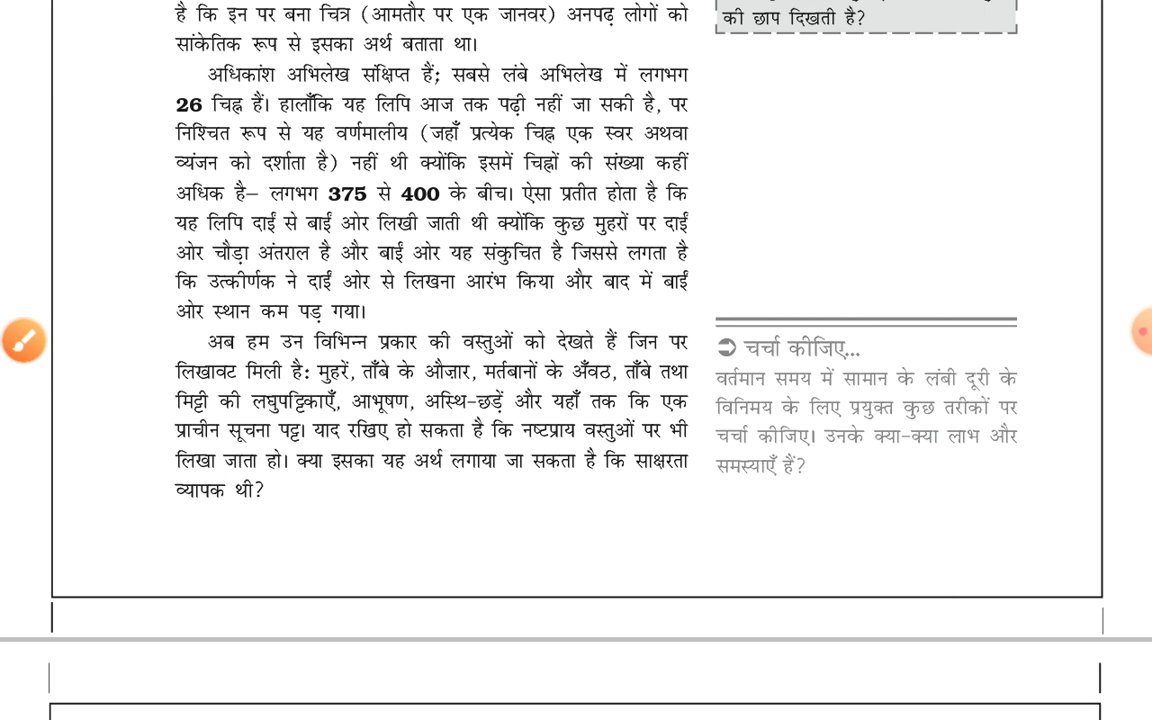 है कि इन पर बना चित्र (आमतौर पर एक जानवर) अनपढ़ लोगों को
सांकेतिक रूप से इसका अर्थ बताता था।
अधिकांश अभिलेख संक्षिप्त हैं; सबसे लंबे अभिलेख में लगभग
26 चिह्न हैं। हालाँकि यह लिपि आज तक पढ़ी नहीं जा सकी है, पर
निश्चित रूप से यह वर्णमालीय (जहाँ प्रत्येक चिह्न एक स्वर अथवा
व्यंजन को दर्शाता है) नहीं थी क्योंकि इसमें चिह्नों की संख्या कहीं
अधिक है– लगभग 375 से 400 के बीच। ऐसा प्रतीत होता है कि
यह लिपि दाईं से बाईं ओर लिखी जाती थी क्योंकि कुछ मुहरों पर दाईं
ओर चौड़ा अंतराल है और बाईं ओर यह संकुचित है जिससे लगता है
कि उत्कीर्णक ने दाईं ओर से लिखना आरंभ किया और बाद में बाईं
ओर स्थान कम पड़ गया।
अब हम उन विभिन्न प्रकार की वस्तुओं को देखते हैं जिन पर
लिखावट मिली है: मुहरें, ताँबे के औज़ार, मर्तबानों के अँवठ, ताँबे तथा
मिट्टी की लघुपट्टिकाएँ, आभूषण, अस्थि-छड़ें और यहाँ तक कि एक
प्राचीन सूचना पट्ट। याद रखिए हो सकता है कि नष्टप्राय वस्तुओं पर भी
लिखा जाता हो। क्या इसका यह अर्थ लगाया जा सकता है कि साक्षरता
व्यापक थी?
की छाप दिखती है?
चर्चा कीजिए...
वर्तमान समय में सामान के लंबी दूरी के
विनिमय के लिए प्रयुक्त कुछ तरीकों पर
चर्चा कीजिए। उनके क्या-क्या लाभ और
समस्याएँ हैं?